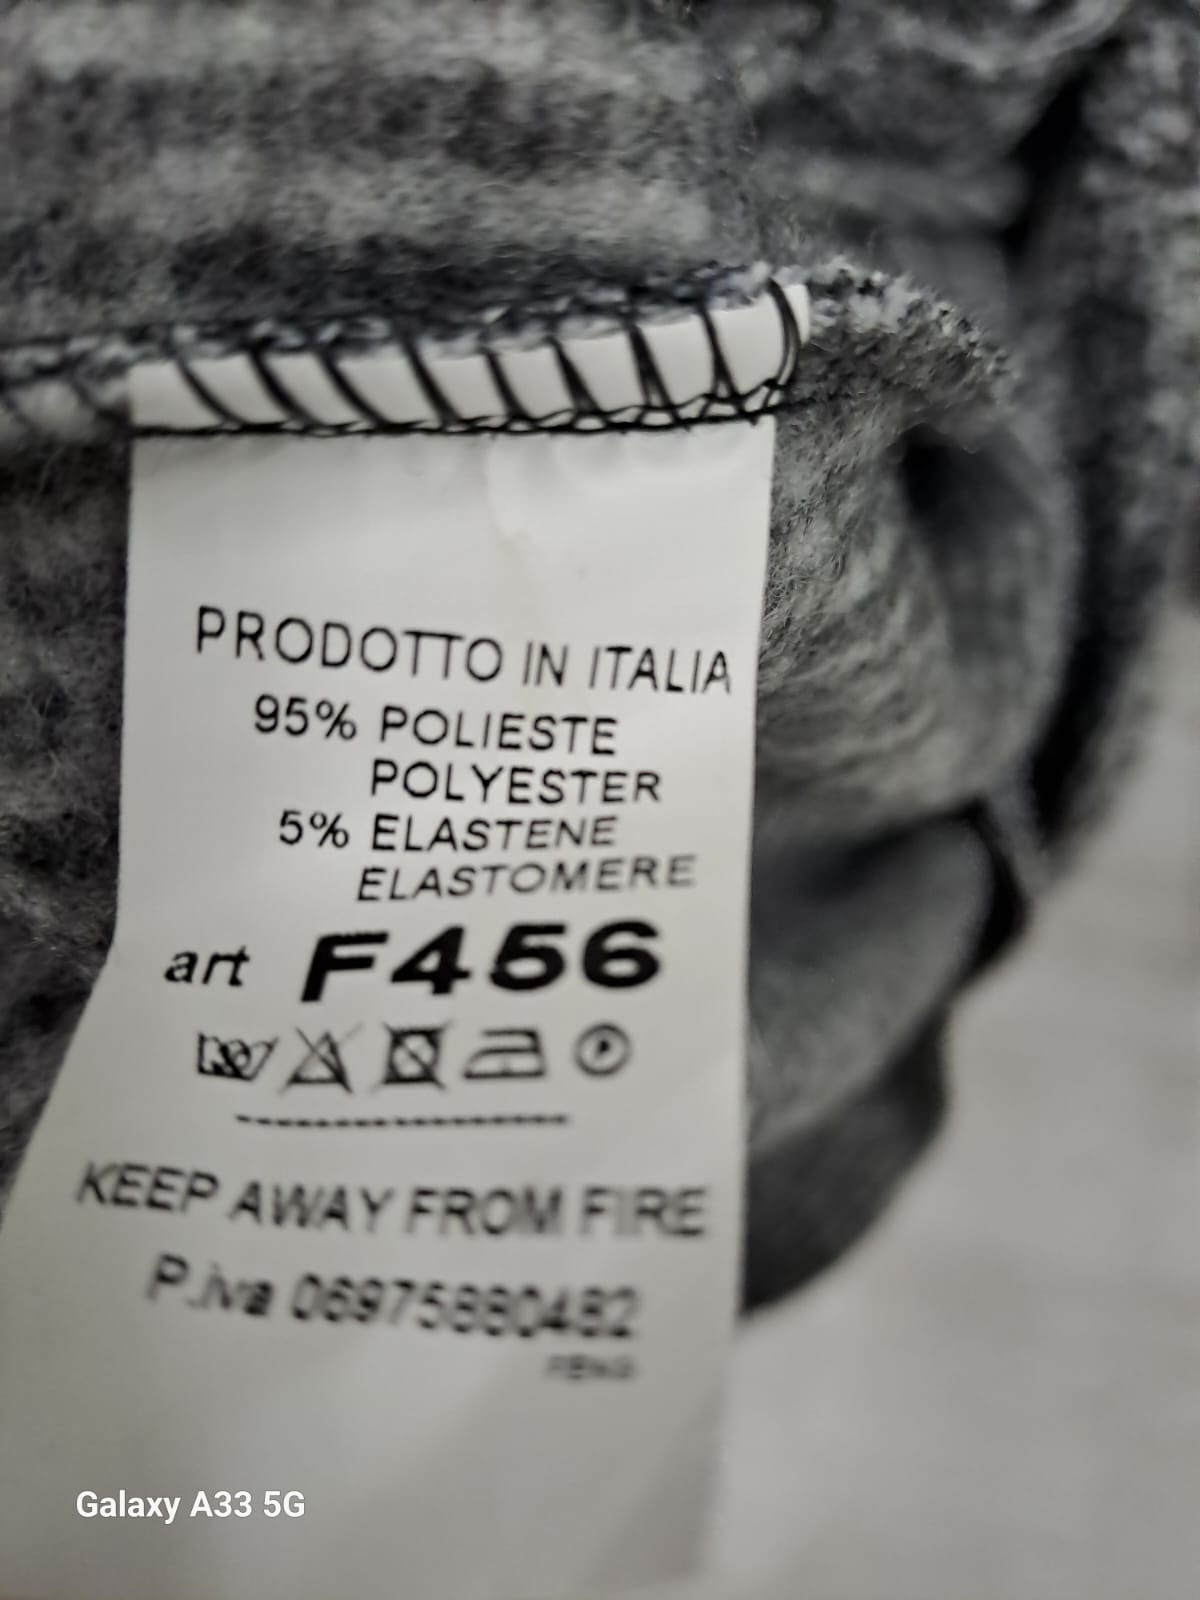 PRODOTTO IN ITALIA
95% POLIESTE
POLYESTER
5% ELASTENE
ELASTOMERE
art F456
KEEP AWAY FROM FIRE
P.iva 06975880482
Galaxy A33 5G